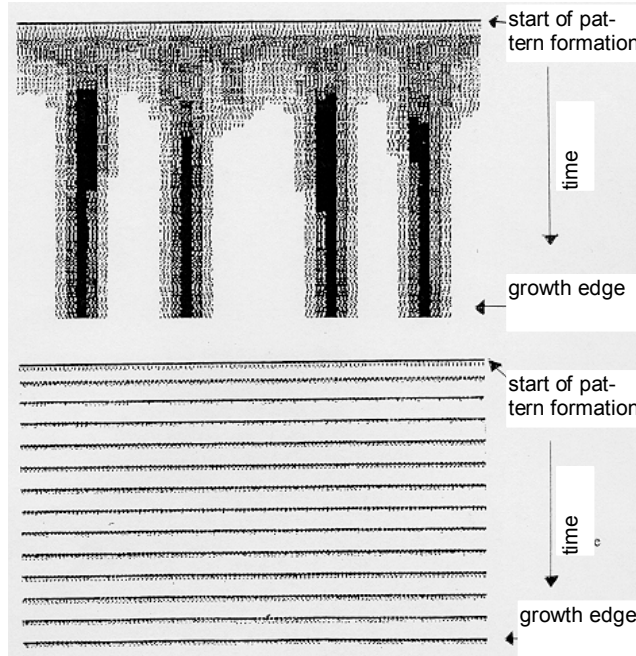 start of pat-
tern formation
time
growth edge
start of pat-
tern formation
time
growth edge